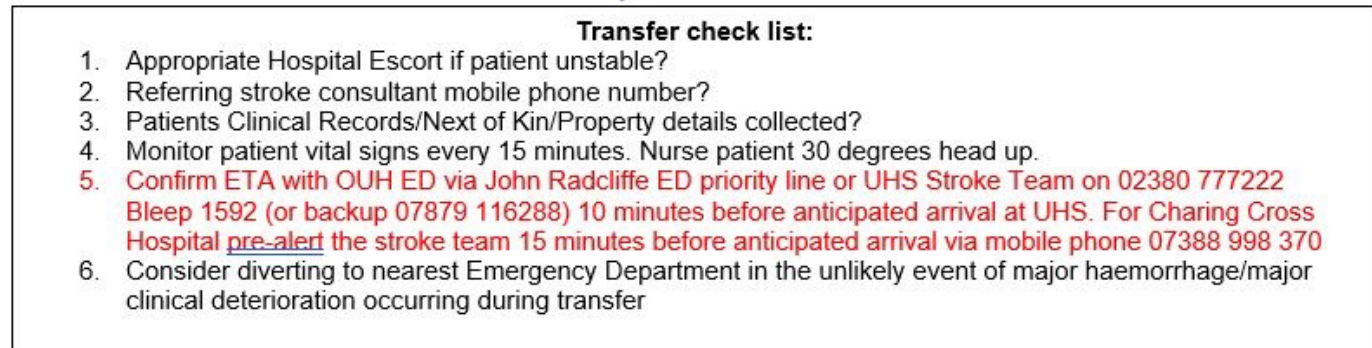 Transfer check list:
1. Appropriate Hospital Escort if patient unstable?
2. Referring stroke consultant mobile phone number?
3. Patients Clinical Records/Next of Kin/Property details collected?
4. Monitor patient vital signs every 15 minutes. Nurse patient 30 degrees head up.
5. Confirm ETA with OUH ED via John Radcliffe ED priority line or UHS Stroke Team on 02380 777222
Bleep 1592 (or backup 07879 116288) 10 minutes before anticipated arrival at UHS. For Charing Cross
Hospital pre-alert the stroke team 15 minutes before anticipated arrival via mobile phone 07388 998 370
6. Consider diverting to nearest Emergency Department in the unlikely event of major haemorrhage/major
clinical deterioration occurring during transfer